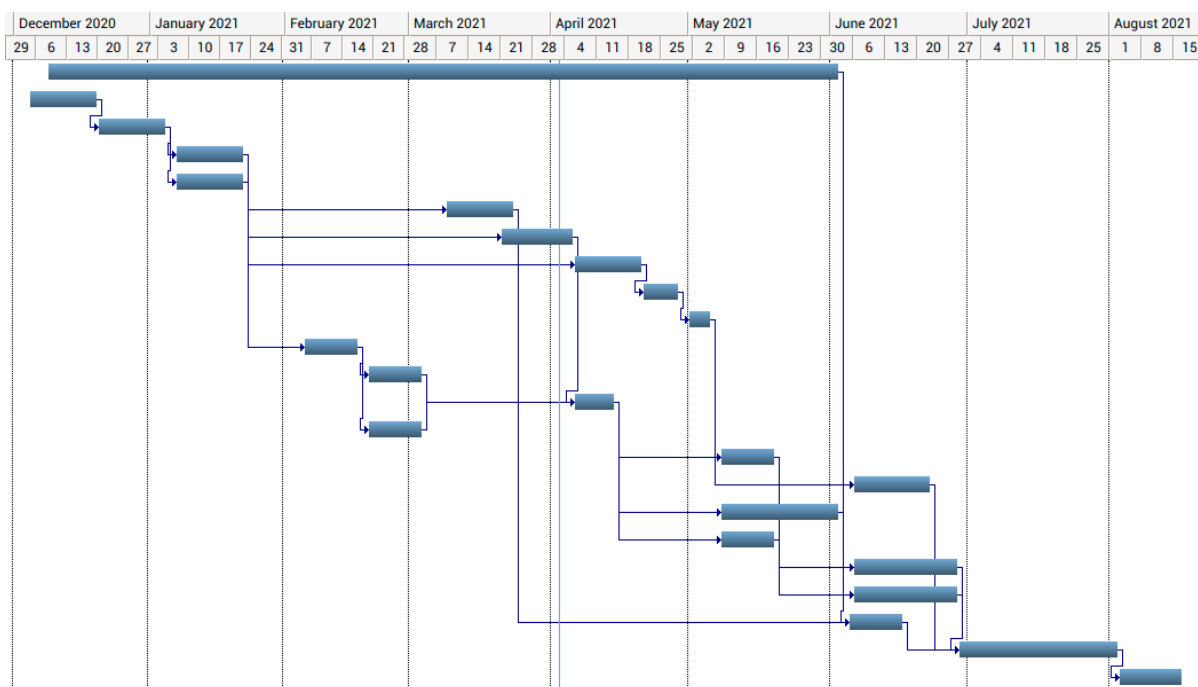 December 2020 January 2021 February 2021 March 2021 April 2021 May 2021 June 2021 July 2021 August 2021
29 6 13 20 27 3 10 17 24 31 7 14 21 28 7 14 21 28 4 11 18 25 2 9 16 23 30 6 13 20 27 4 11 18 25 1 8 15